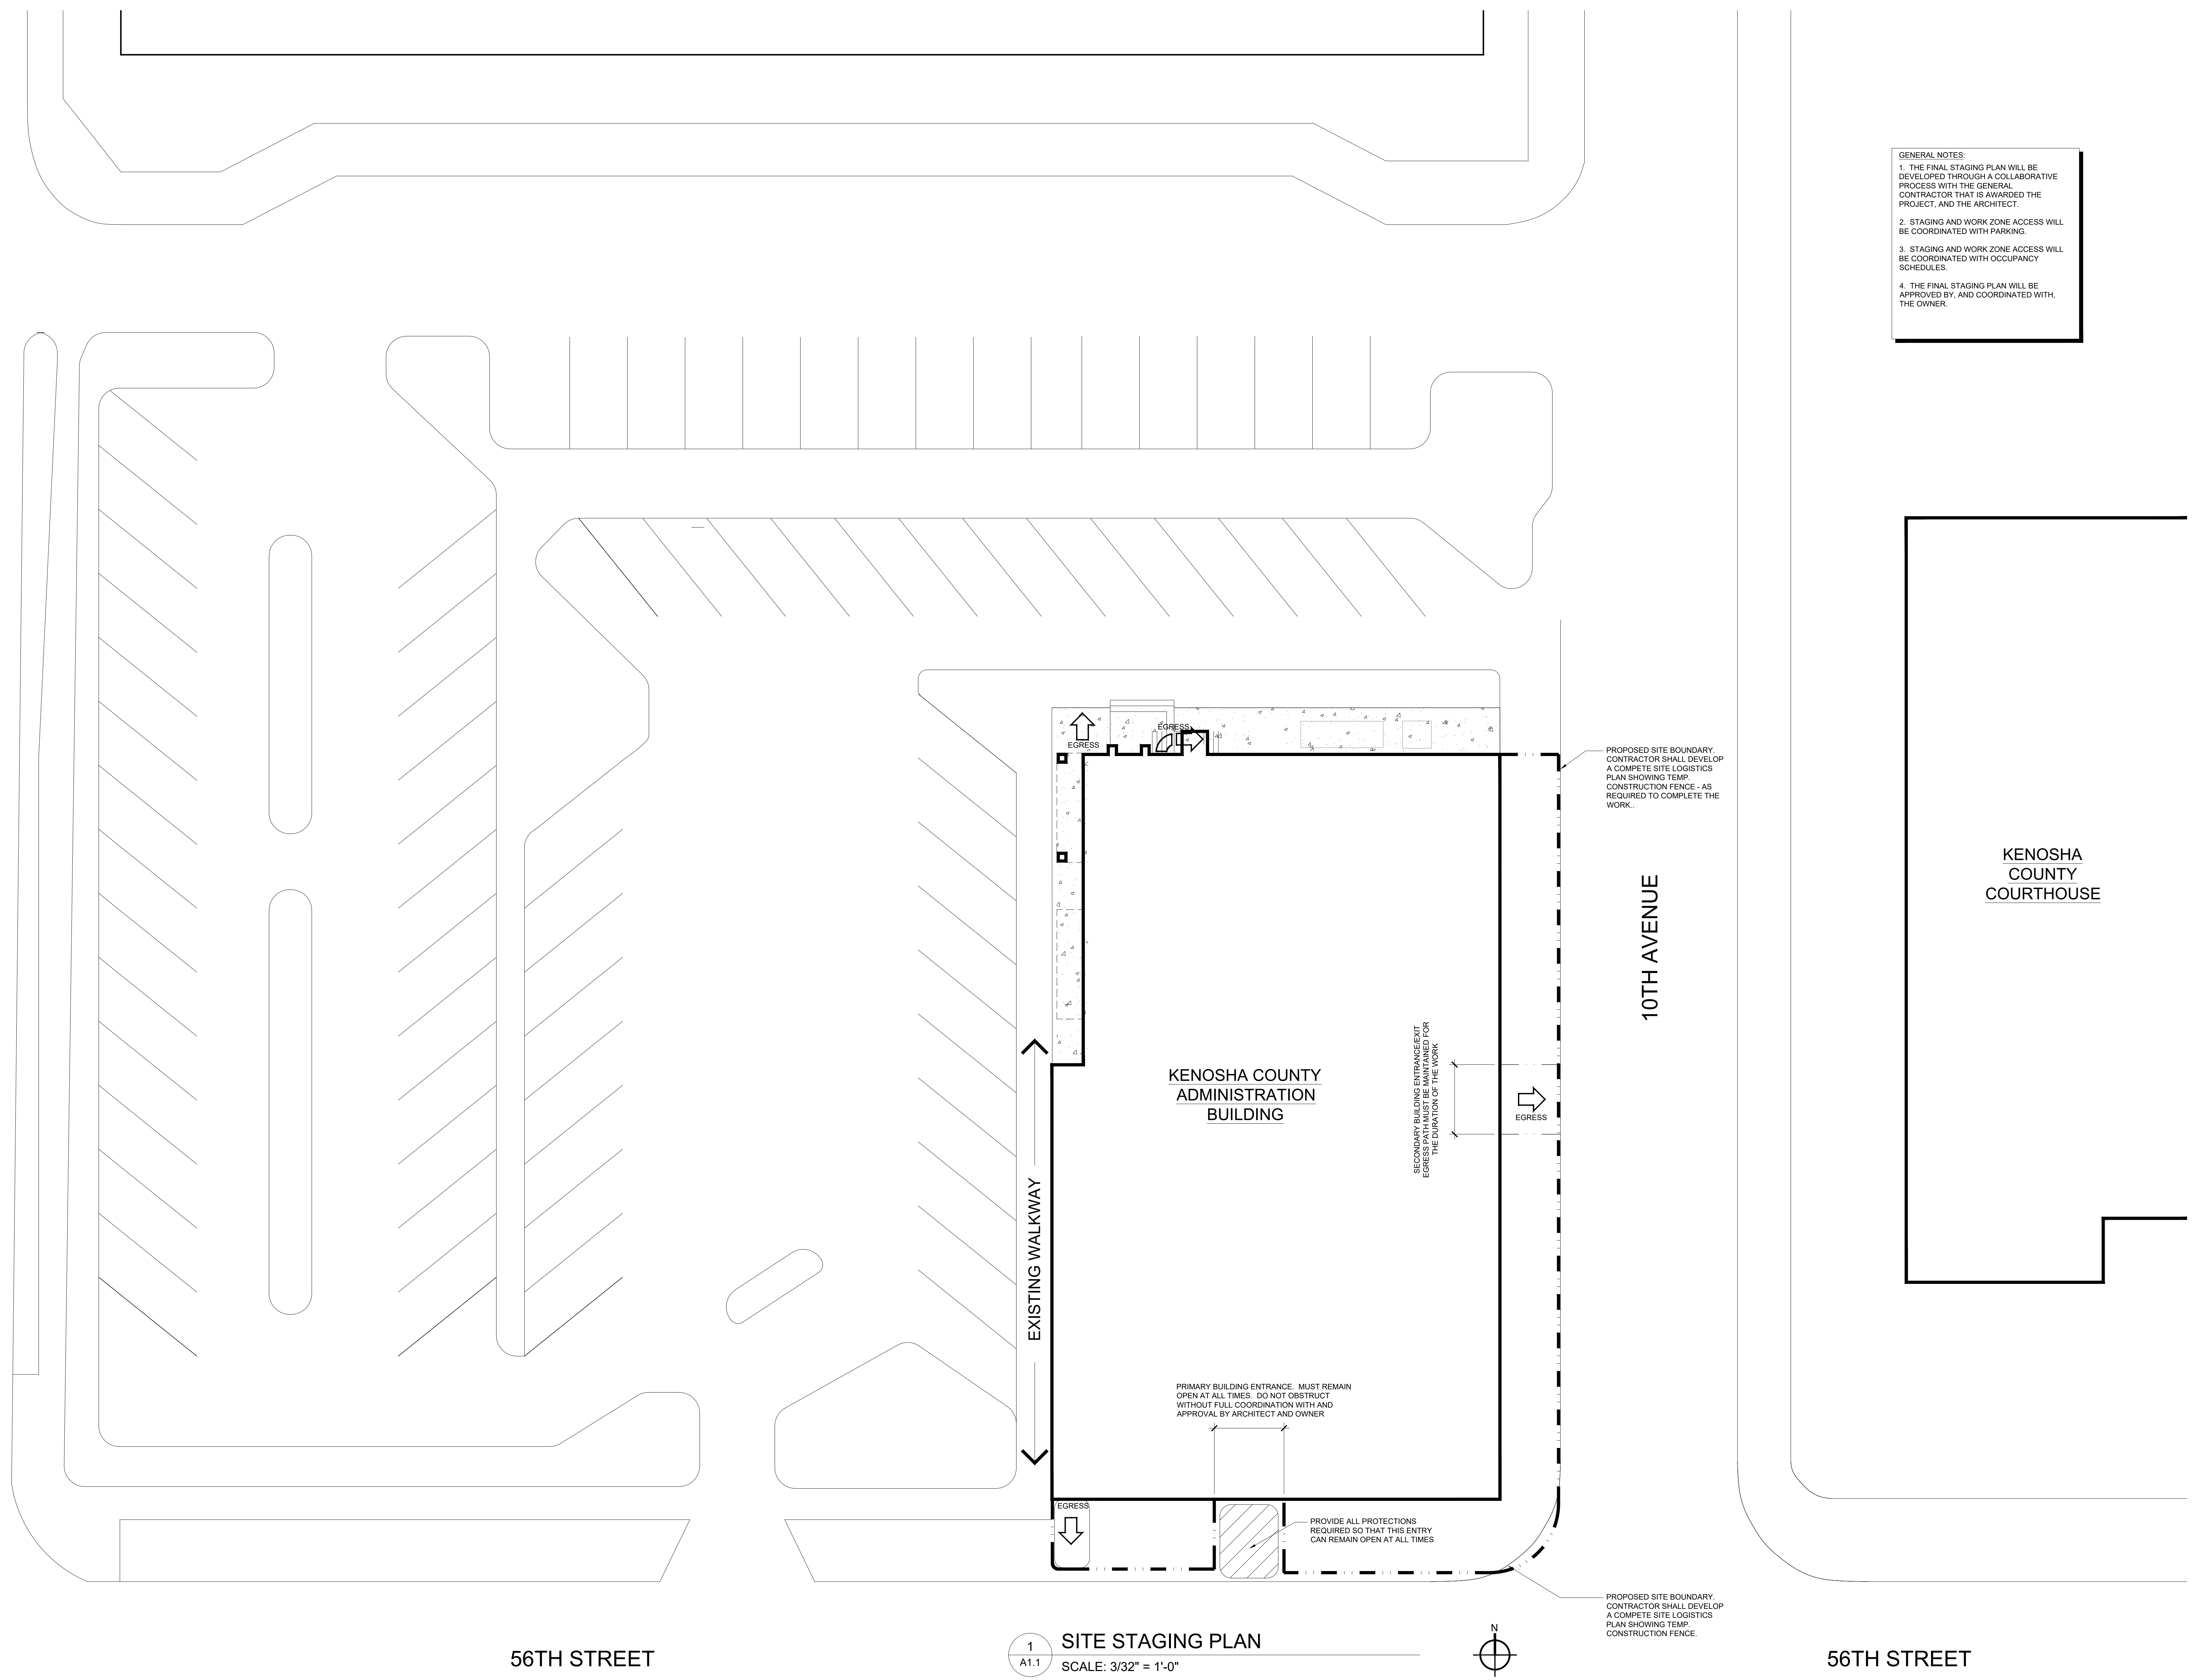 GENERAL NOTES:
1. THE FINAL STAGING PLAN WILL BE
DEVELOPED THROUGH A COLLABORATIVE
PROCESS WITH THE GENERAL
CONTRACTOR THAT IS AWARDED THE
PROJECT, AND THE ARCHITECT.
2. STAGING AND WORK ZONE ACCESS WILL
BE COORDINATED WITH PARKING.
3. STAGING AND WORK ZONE ACCESS WILL
BE COORDINATED WITH OCCUPANCY
SCHEDULES.
4. THE FINAL STAGING PLAN WILL BE
APPROVED BY, AND COORDINATED WITH,
THE OWNER.
EGRESS
EGRESS
PROPOSED SITE BOUNDARY.
CONTRACTOR SHALL DEVELOP
A COMPETE SITE LOGISTICS
PLAN SHOWING TEMP.
CONSTRUCTION FENCE - AS
REQUIRED TO COMPLETE THE
WORK..
KENOSHA
COUNTY
COURTHOUSE
10TH AVENUE
KENOSHA COUNTY
ADMINISTRATION
BUILDING
SECONDARY BUILDING ENTRANCE/EXIT
EGRESS PATH MUST BE MAINTAINED FOR
THE DURATION OF THE WORK
EGRESS
EXISTING WALKWAY
PRIMARY BUILDING ENTRANCE. MUST REMAIN
OPEN AT ALL TIMES. DO NOT OBSTRUCT
WITHOUT FULL COORDINATION WITH AND
APPROVAL BY ARCHITECT AND OWNER
EGRESS
PROVIDE ALL PROTECTIONS
REQUIRED SO THAT THIS ENTRY
CAN REMAIN OPEN AT ALL TIMES
PROPOSED SITE BOUNDARY.
CONTRACTOR SHALL DEVELOP
A COMPETE SITE LOGISTICS
PLAN SHOWING TEMP.
CONSTRUCTION FENCE.
56TH STREET
1
A1.1
SITE STAGING PLAN
SCALE: 3/32" = 1'-0"
N
56TH STREET